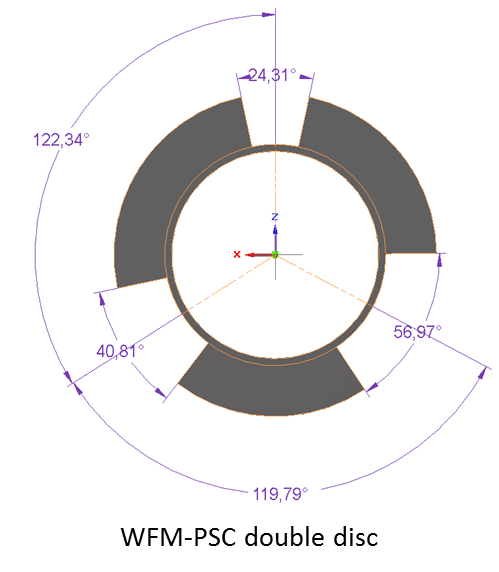 24,31°
122,34°
Z
X
56,97°
40,81°
119,79°
WFM-PSC double disc